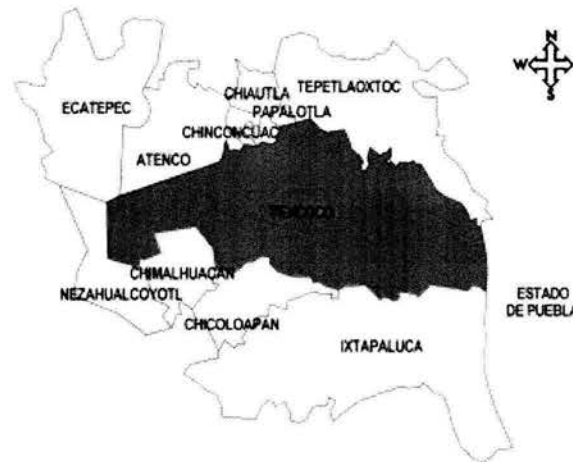 N
W E
S
ECATEPEC
CHIAUTLA
TEPETLAOXTOC
PAPALOTLA
CHINCONCUAC
ATENCO
TEXCOCO
CHIMALHUACAN
NEZAHUALCOYOTL
CHICOLOAPAN
IXTAPALUCA
ESTADO
DE PUEBLA